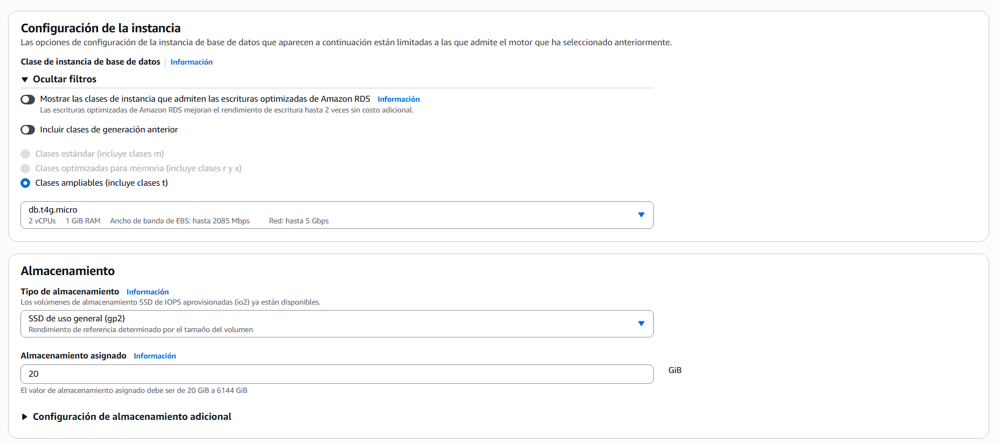 Configuración de la instancia
Las opciones de configuración de la instancia de base de datos que aparecen a continuación están limitadas a las que admite el motor que ha seleccionado anteriormente.
Clase de instancia de base de datos Información
Ocultar filtros
Mostrar las clases de instancia que admiten las escrituras optimizadas de Amazon RDS Información
Las escrituras optimizadas de Amazon RDS mejoran el rendimiento de escritura hasta 2 veces sin costo adicional.
Incluir clases de generación anterior
Clases estándar (incluye clases m)
Clases optimizadas para memoria (incluye clases r y x)
Clases ampliables (incluye clases t)
db.t4g.micro
2 vCPUs 1 GiB RAM Ancho de banda de EBS: hasta 2085 Mbps Red: hasta 5 Gbps
Almacenamiento
Tipo de almacenamiento Información
Los volúmenes de almacenamiento SSD de IOPS aprovisionadas (io2) ya están disponibles.
SSD de uso general (gp2)
Rendimiento de referencia determinado por el tamaño del volumen
Almacenamiento asignado Información
20 GiB
El valor de almacenamiento asignado debe ser de 20 GiB a 6144 GiB
Configuración de almacenamiento adicional